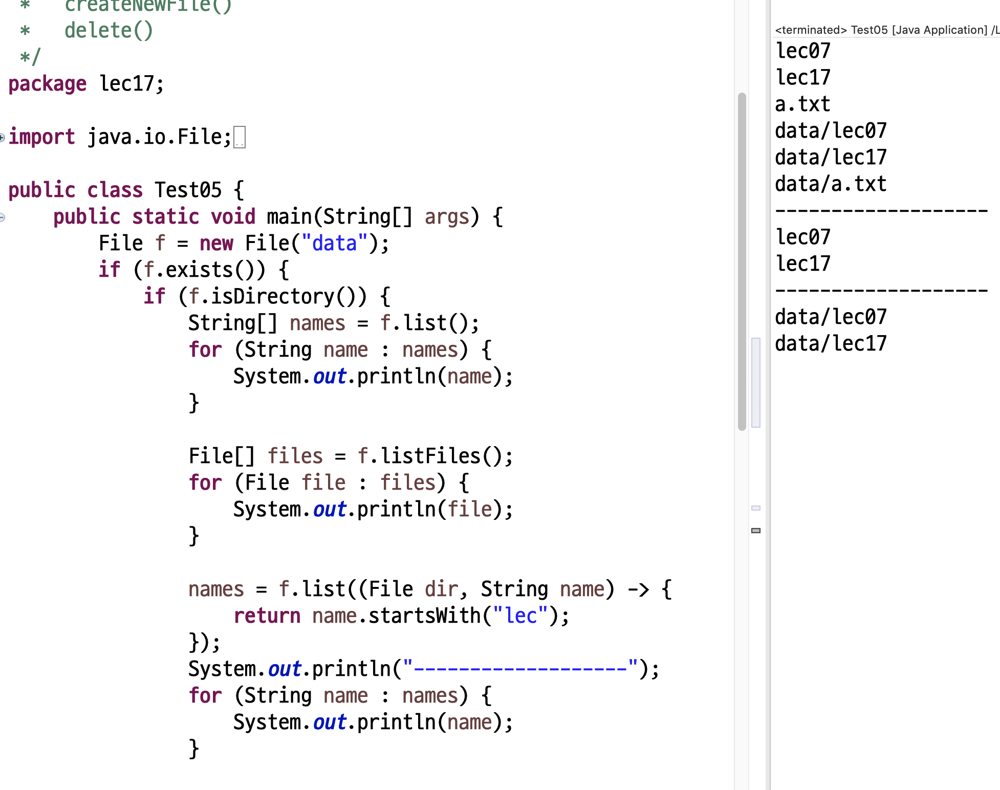 * createNewFile()
* delete()
*/
package lec17;
import java.io.File;
public class Test05 {
public static void main(String[] args) {
File f = new File("data");
if (f.exists()) {
if (f.isDirectory()) {
String[] names = f.list();
for (String name : names) {
System.out.println(name);
}
File[] files = f.listFiles();
for (File file : files) {
System.out.println(file);
}
names = f.list((File dir, String name) -> {
return name.startsWith("lec");
});
System.out.println("-------------------");
for (String name : names) {
System.out.println(name);
}
<terminated> Test05 [Java Application] /L
lec07
lec17
a.txt
data/lec07
data/lec17
data/a.txt
-------------------
lec07
lec17
-------------------
data/lec07
data/lec17